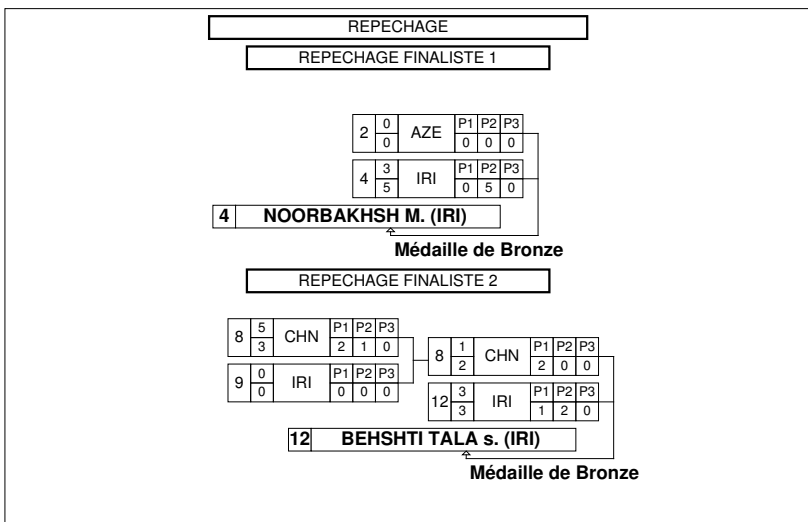 REPECHAGE
REPECHAGE FINALISTE 1
2 0 AZE P1 P2 P3
0 0 0 0
4 3 IRI P1 P2 P3
5 0 5 0
4 NOORBAKHSH M. (IRI)
Médaille de Bronze
REPECHAGE FINALISTE 2
8 5 CHN P1 P2 P3
3 2 1 0
9 0 IRI P1 P2 P3
0 0 0 0
8 1 CHN P1 P2 P3
2 2 0 0
12 3 IRI P1 P2 P3
3 1 2 0
12 BEHSHTI TALA s. (IRI)
Médaille de Bronze